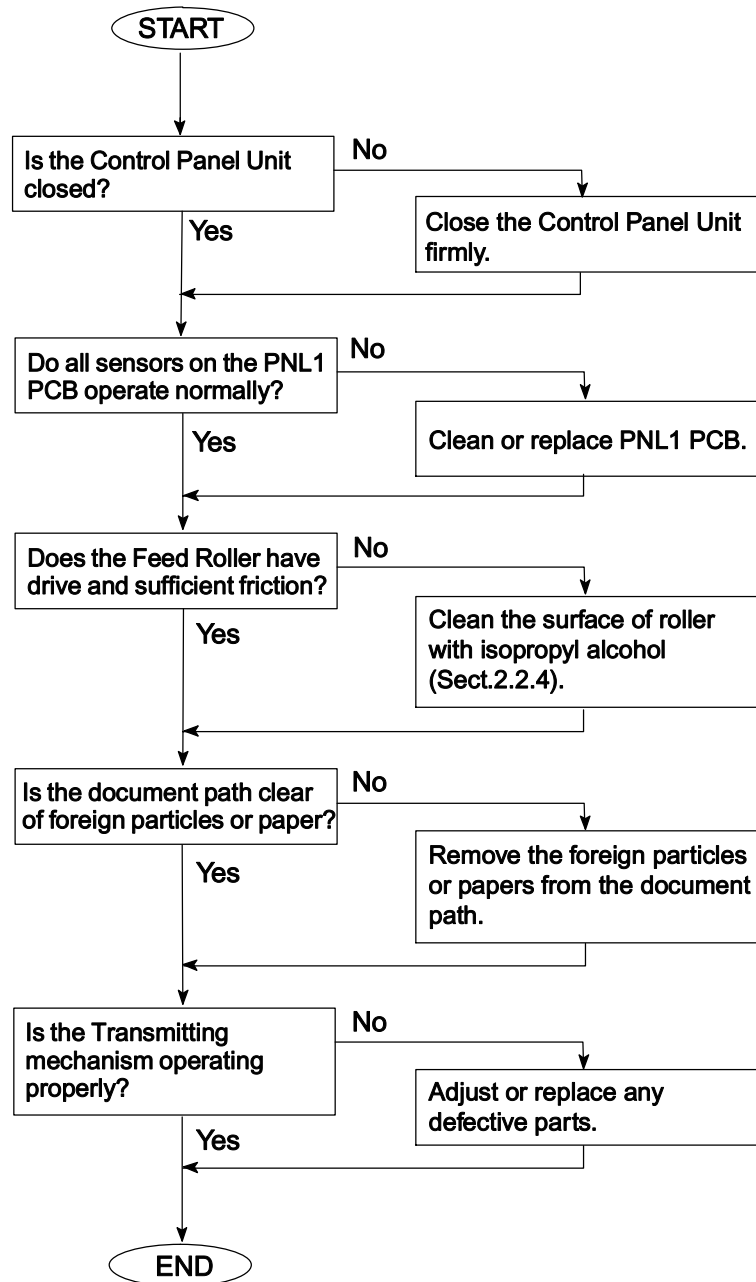 START
Is the Control Panel Unit
closed?
No
Yes
Close the Control Panel Unit
firmly.
Do all sensors on the PNL1
PCB operate normally?
No
Yes
Clean or replace PNL1 PCB.
Does the Feed Roller have
drive and sufficient friction?
No
Yes
Clean the surface of roller
with isopropyl alcohol
(Sect.2.2.4).
Is the document path clear
of foreign particles or paper?
No
Yes
Remove the foreign particles
or papers from the document
path.
Is the Transmitting
mechanism operating
properly?
No
Yes
Adjust or replace any
defective parts.
END